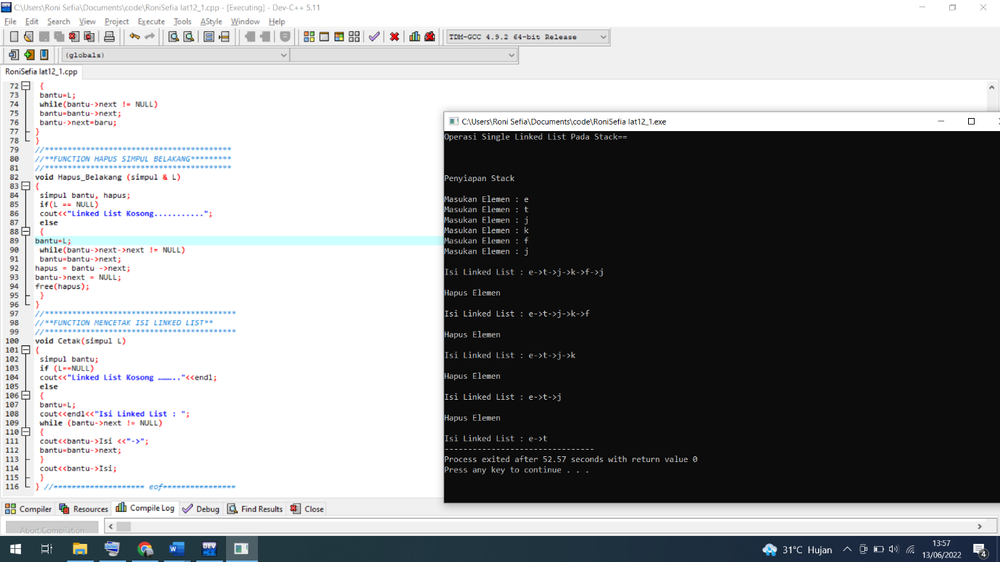 C:\Users\Roni Sefia\Documents\code\RoniSefia lat12_1.cpp - [Executing] - Dev-C++ 5.11
File Edit Search View Project Execute Tools AStyle Window Help
TDM-GCC 4.9.2 64-bit Release
(globals)
RoniSefia lat12_1.cpp
72 {
73 bantu=L;
74 while(bantu->next != NULL)
75 bantu=bantu->next;
76 bantu->next=baru;
77 }
78 }
79 //*****************************************
80 //**FUNCTION HAPUS SIMPUL BELAKANG*********
81 //*****************************************
82 void Hapus_Belakang (simpul & L)
83 {
84 simpul bantu, hapus;
85 if(L == NULL)
86 cout<<"Linked List Kosong...........";
87 else
88 {
89 bantu=L;
90 while(bantu->next->next != NULL)
91 bantu=bantu->next;
92 hapus = bantu ->next;
93 bantu->next = NULL;
94 free(hapus);
95 }
96 }
97 //******************************************
98 //**FUNCTION MENCETAK ISI LINKED LIST**
99 //******************************************
100 void Cetak(simpul L)
101 {
102 simpul bantu;
103 if (L==NULL)
104 cout<<"Linked List Kosong ……….."<<endl;
105 else
106 {
107 bantu=L;
108 cout<<endl<<"Isi Linked List : ";
109 while (bantu->next != NULL)
110 {
111 cout<<bantu->Isi <<"->";
112 bantu=bantu->next;
113 }
114 cout<<bantu->Isi;
115 }
116 } //==================== eof================
C:\Users\Roni Sefia\Documents\code\RoniSefia lat12_1.exe
Operasi Single Linked List Pada Stack==
Penyiapan Stack
Masukan Elemen : e
Masukan Elemen : t
Masukan Elemen : j
Masukan Elemen : k
Masukan Elemen : f
Masukan Elemen : j
Isi Linked List : e->t->j->k->f->j
Hapus Elemen
Isi Linked List : e->t->j->k->f
Hapus Elemen
Isi Linked List : e->t->j->k
Hapus Elemen
Isi Linked List : e->t->j
Hapus Elemen
Isi Linked List : e->t
--------------------------------
Process exited after 52.57 seconds with return value 0
Press any key to continue . . .
Compiler Resources Compile Log Debug Find Results Close
Abort Compilation
31°C Hujan
13:57
13/06/2022
4